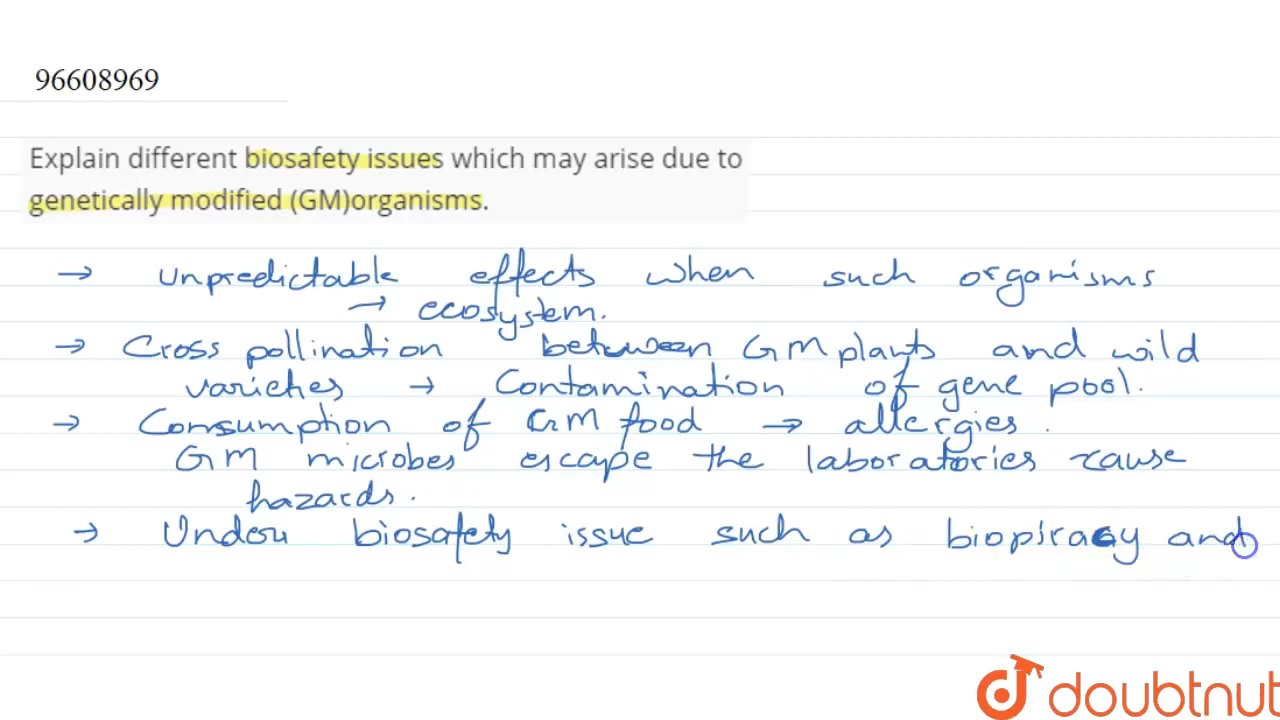 96608969
Explain different biosafety issues which may arise due to
genetically modified (GM)organisms.
→ unpredictable effects when such organisms
→ ecosystem.
→ Cross pollination between GM plants and wild
varieties → Contamination of gene pool.
→ Consumption of GM food → allergies.
GM microbes escape the laboratories cause
hazards.
→ Under biosafety issue such as biopiracy and
doubtnut